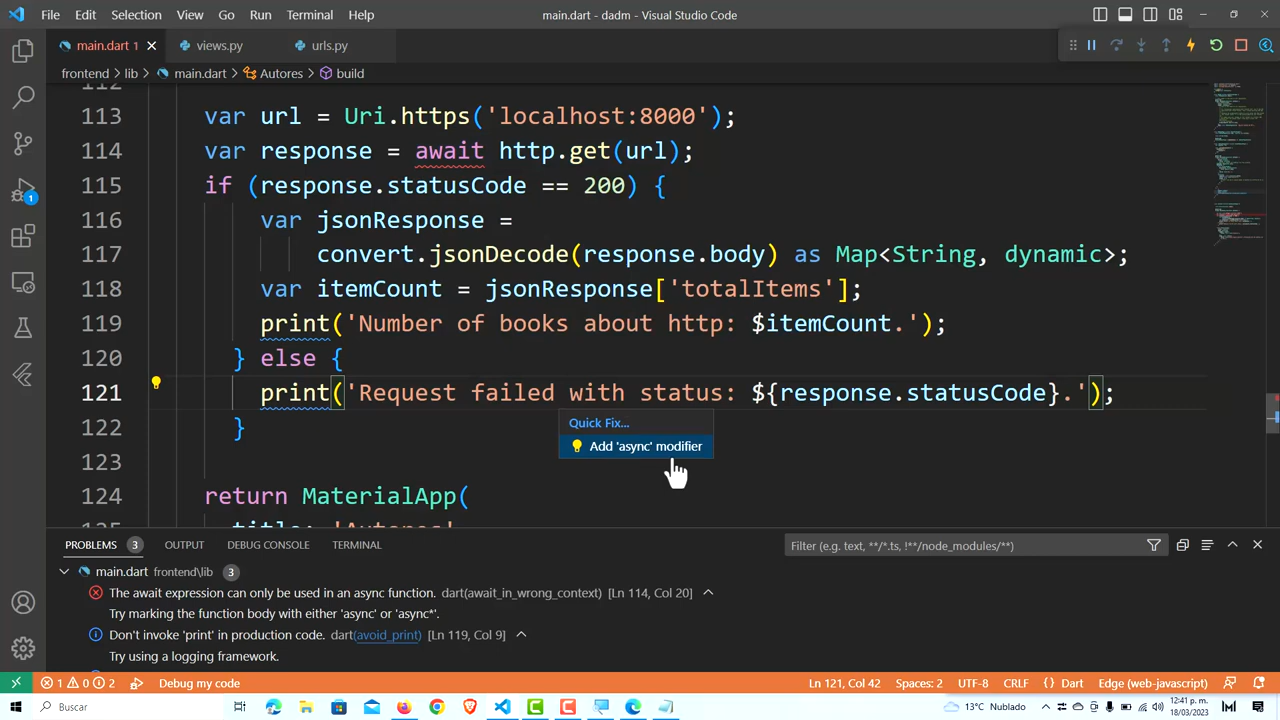 File Edit Selection View Go Run Terminal Help
main.dart - dadm - Visual Studio Code
main.dart 1
views.py
urls.py
frontend > lib > main.dart > Autores > build
112
113 var url = Uri.https('localhost:8000');
114 var response = await http.get(url);
115 if (response.statusCode == 200) {
116 var jsonResponse =
117 convert.jsonDecode(response.body) as Map<String, dynamic>;
118 var itemCount = jsonResponse['totalItems'];
119 print('Number of books about http: $itemCount.');
120 } else {
121 print('Request failed with status: ${response.statusCode}.');
Quick Fix...
122 }
Add 'async' modifier
123
124 return MaterialApp(
125 title: 'Autores',
PROBLEMS 3 OUTPUT DEBUG CONSOLE TERMINAL
Filter (e.g. text, **/*.ts, !**/node_modules/**)
main.dart frontend\lib 3
The await expression can only be used in an async function. dart(await_in_wrong_context) [Ln 114, Col 20]
Try marking the function body with either 'async' or 'async*'.
Don't invoke 'print' in production code. dart(avoid_print) [Ln 119, Col 9]
Try using a logging framework.
1 0 2 Debug my code
Ln 121, Col 42 Spaces: 2 UTF-8 CRLF {} Dart Edge (web-javascript)
Buscar
13°C Nublado
12:41 p. m.
18/03/2023